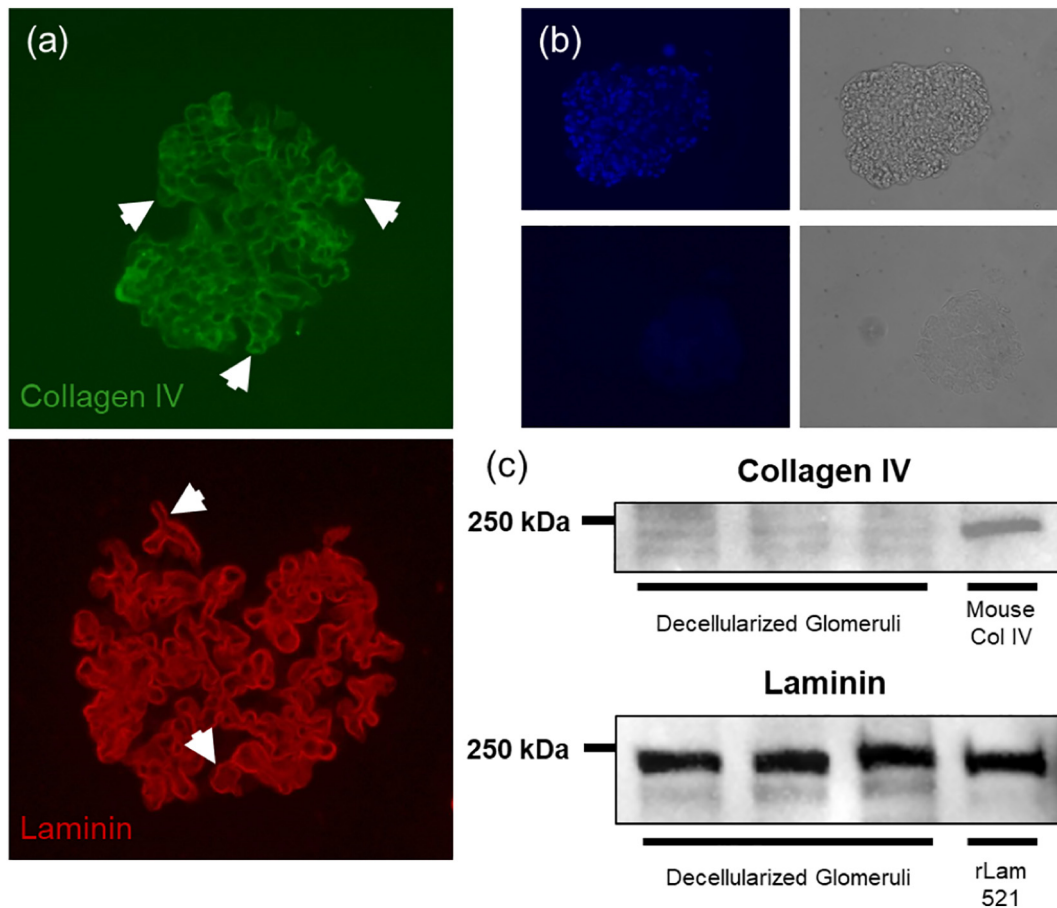 (a)
Collagen IV
Laminin
(b)
(c)
Collagen IV
250 kDa
Decellularized Glomeruli
Mouse
Col IV
Laminin
250 kDa
Decellularized Glomeruli
rLam
521